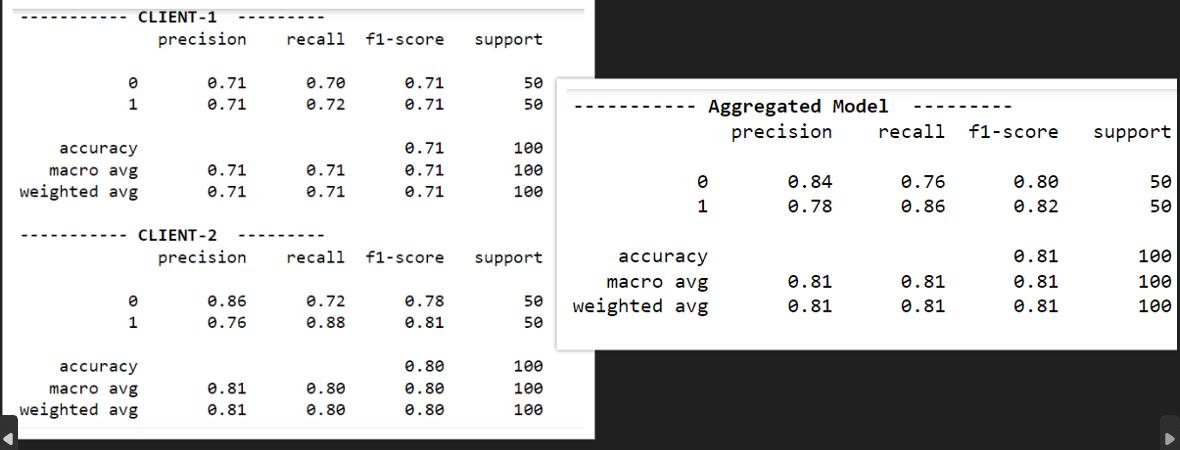 ----------- CLIENT-1 ---------
precision recall f1-score support
0 0.71 0.70 0.71 50
1 0.71 0.72 0.71 50
accuracy 0.71 100
macro avg 0.71 0.71 0.71 100
weighted avg 0.71 0.71 0.71 100
----------- CLIENT-2 ---------
precision recall f1-score support
0 0.86 0.72 0.78 50
1 0.76 0.88 0.81 50
accuracy 0.80 100
macro avg 0.81 0.80 0.80 100
weighted avg 0.81 0.80 0.80 100
----------- Aggregated Model ---------
precision recall f1-score support
0 0.84 0.76 0.80 50
1 0.78 0.86 0.82 50
accuracy 0.81 100
macro avg 0.81 0.81 0.81 100
weighted avg 0.81 0.81 0.81 100